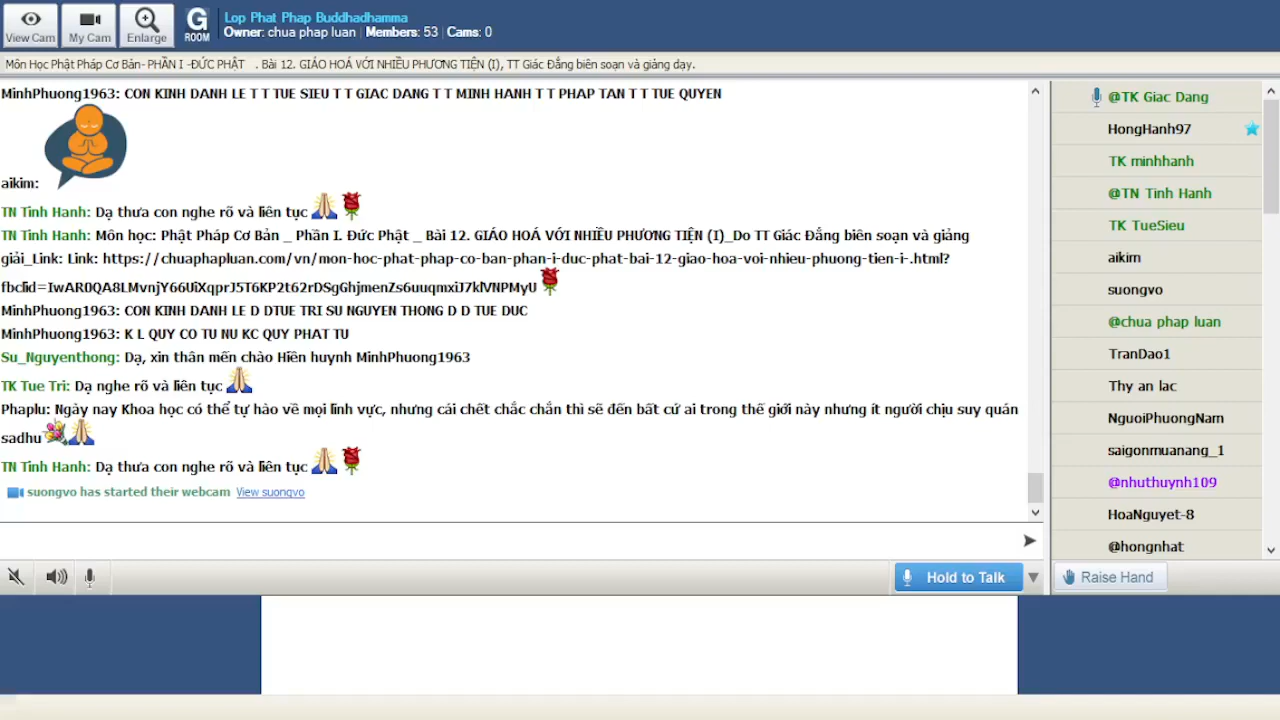 View Cam
My Cam
Enlarge
G
ROOM
Lop Phat Phap Buddhadhamma
Owner: chua phap luan | Members: 53 | Cams: 0
Môn Học Phật Pháp Cơ Bản- PHẦN I -ĐỨC PHẬT . Bài 12. GIÁO HOÁ VỚI NHIỀU PHƯƠNG TIỆN (I), TT Giác Đẳng biên soạn và giảng dạy.
MinhPhuong1963: CON KINH DANH LE T T TUE SIEU T T GIAC DANG T T MINH HANH T T PHAP TAN T T TUE QUYEN
aikim:
TN Tinh Hanh: Dạ thưa con nghe rõ và liên tục
TN Tinh Hanh: Môn học: Phật Pháp Cơ Bản _ Phần I. Đức Phật _ Bài 12. GIÁO HOÁ VỚI NHIỀU PHƯƠNG TIỆN (I)_Do TT Giác Đẳng biên soạn và giảng
giải_Link: Link: https://chuaphapluan.com/vn/mon-hoc-phat-phap-co-ban-phan-i-duc-phat-bai-12-giao-hoa-voi-nhieu-phuong-tien-i-.html?
fbclid=IwAR0QA8LMvnjY66UiXqprJ5T6KP2t62rDSgGhjmenZs6uuqmxiJ7klVNPMyU
MinhPhuong1963: CON KINH DANH LE D DTUE TRI SU NGUYEN THONG D D TUE DUC
MinhPhuong1963: K L QUY CO TU NU KC QUY PHAT TU
Su_Nguyenthong: Dạ, xin thân mến chào Hiền huynh MinhPhuong1963
TK Tue Tri: Dạ nghe rõ và liên tục
Phaplu: Ngày nay Khoa học có thể tự hào về mọi lĩnh vực, nhưng cái chết chắc chắn thì sẽ đến bất cứ ai trong thế giới này nhưng ít người chịu suy quán
sadhu
TN Tinh Hanh: Dạ thưa con nghe rõ và liên tục
suongvo has started their webcam View suongvo
Hold to Talk
@TK Giac Dang
HongHanh97
TK minhhanh
@TN Tinh Hanh
TK TueSieu
aikim
suongvo
@chua phap luan
TranDao1
Thy an lac
NguoiPhuongNam
saigonmuanang_1
@nhuthuynh109
HoaNguyet-8
@hongnhat
Raise Hand